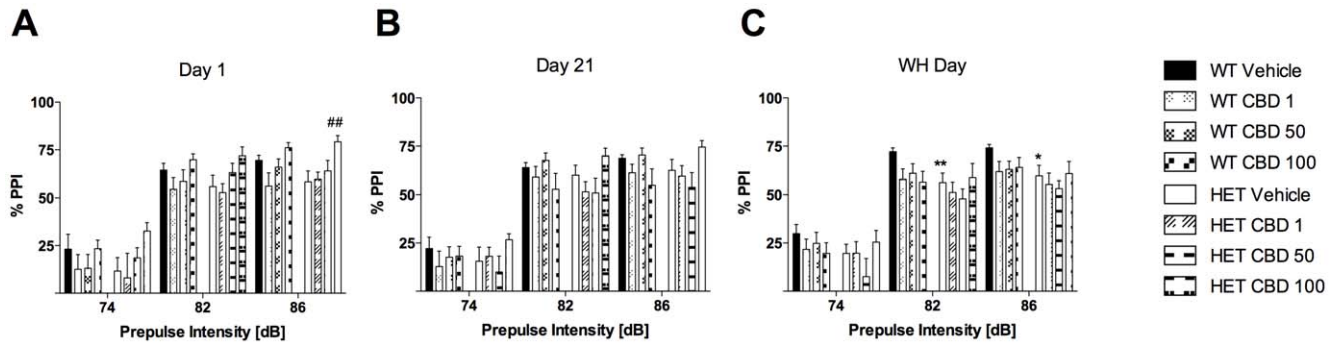 A
Day 1
% PPI
100
75
50
25
##
74
82
86
Prepulse Intensity [dB]
B
Day 21
% PPI
100
75
50
25
74
82
86
Prepulse Intensity [dB]
C
WH Day
% PPI
100
75
50
25
**
*
74
82
86
Prepulse Intensity [dB]
WT Vehicle
WT CBD 1
WT CBD 50
WT CBD 100
HET Vehicle
HET CBD 1
HET CBD 50
HET CBD 100